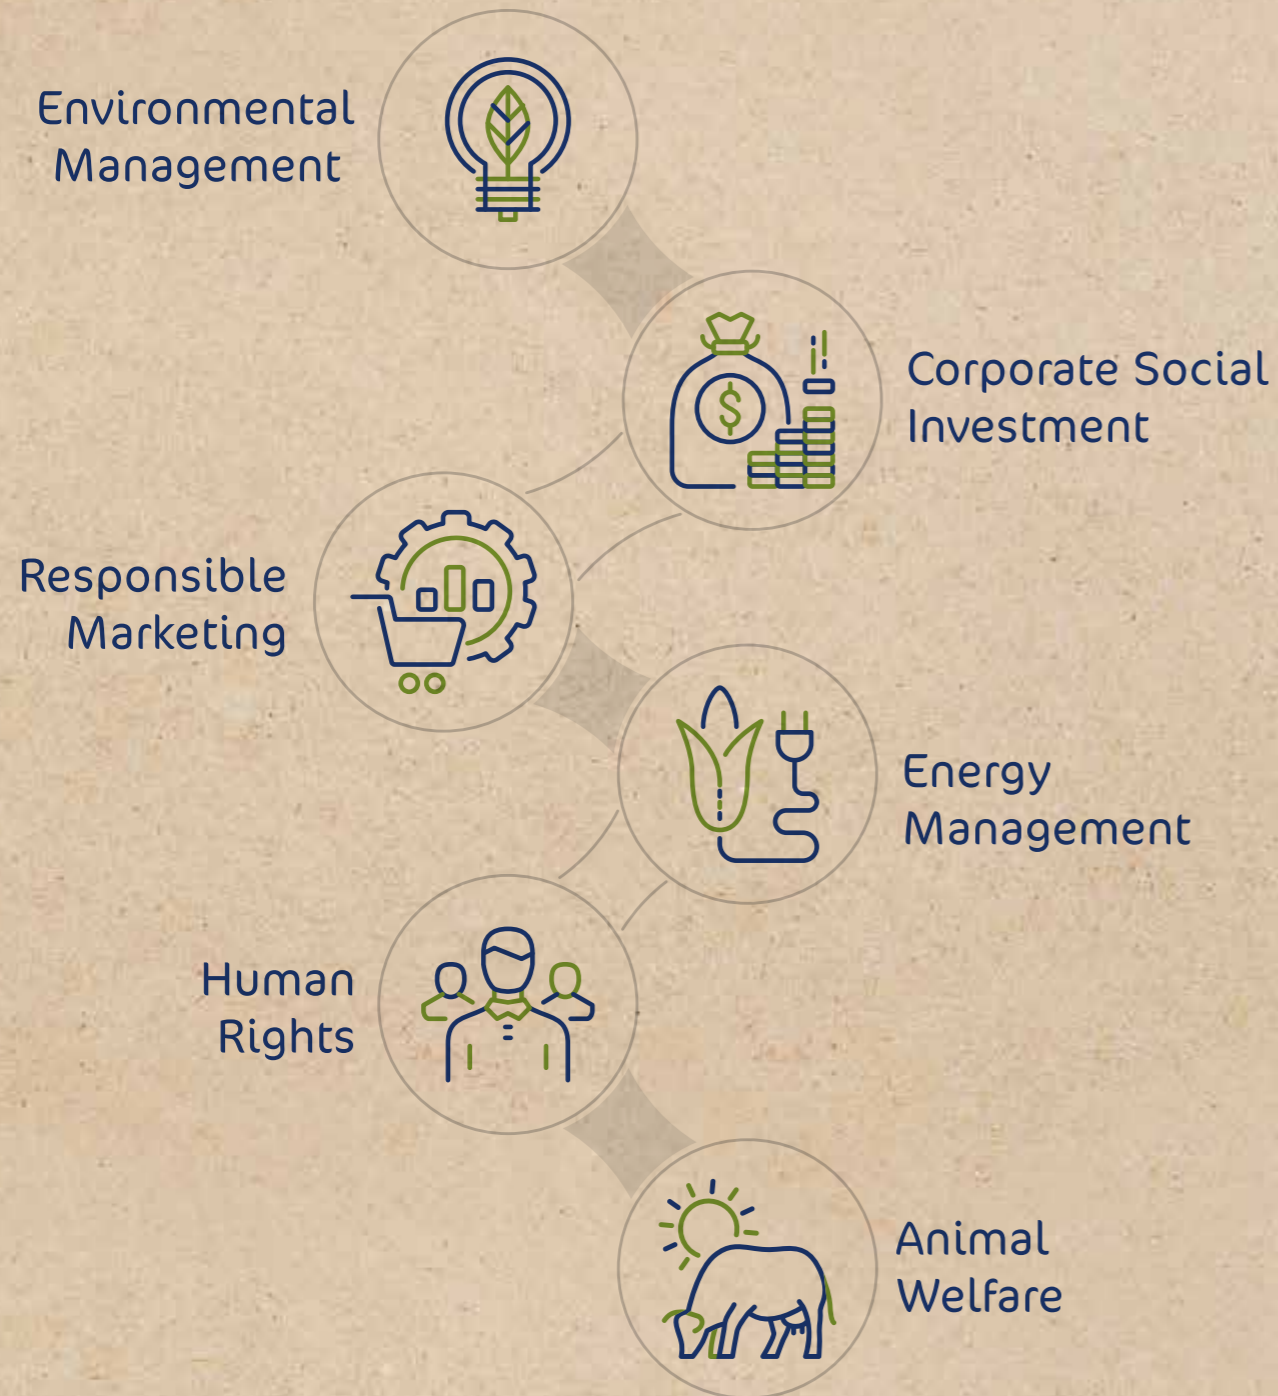 Environmental
Management
Corporate Social
Investment
Responsible
Marketing
Energy
Management
Human
Rights
Animal
Welfare